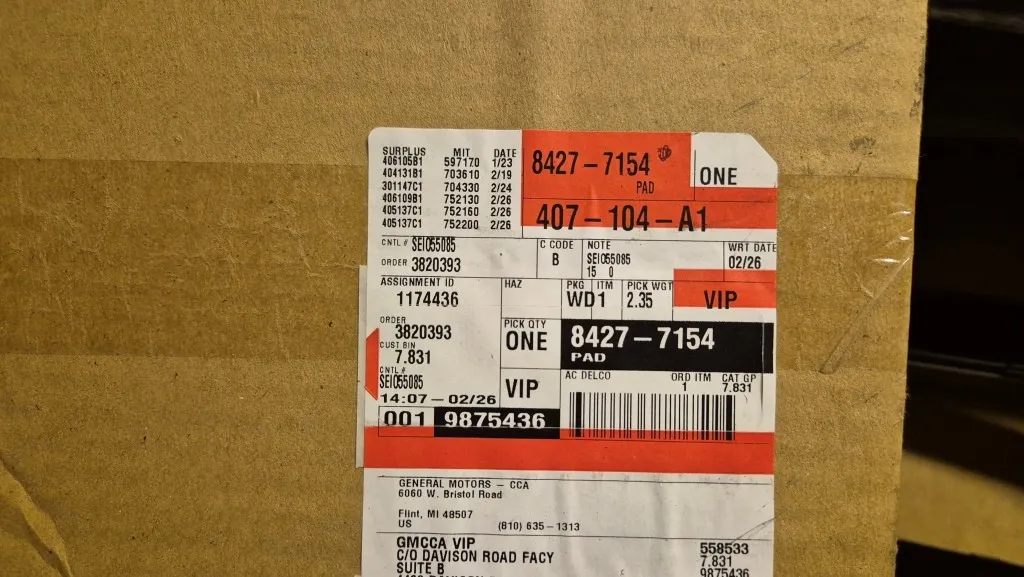 SURPLUS MIT DATE
406105B1 597170 1/23
404131B1 703610 2/19
301147C1 704330 2/24
406109B1 752130 2/26
405137C1 752160 2/26
405137C1 752200 2/26
8427-7154
PAD
ONE
407-104-A1
CNTL # SEI055085
ORDER 3820393
C CODE
B
NOTE
SEI055085
15 0
WRT DATE
02/26
ASSIGNMENT ID
1174436
HAZ
PKG
WD
ITM
1
PICK WGT
2.35
VIP
ORDER
3820393
CUST BIN
7.831
CNTL #
SEI055085
14:07-02/26
PICK QTY
ONE
8427-7154
PAD
VIP
AC DELCO
ORD ITM
1
CAT GP
7.831
001 9875436
GENERAL MOTORS - CCA
6060 W. Bristol Road
Flint, MI 48507
US (810) 635-1313
GMCCA VIP 558533
C/O DAVISON ROAD FACY 7.831
SUITE B 9875436